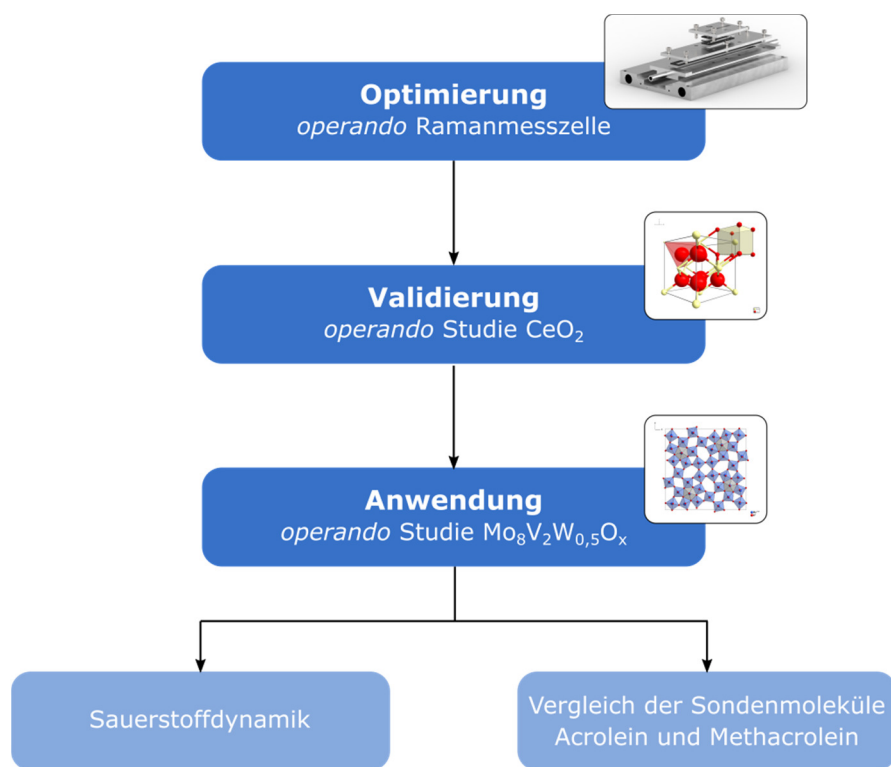 Optimierung
operando Ramanmesszelle
Validierung
operando Studie CeO₂
Anwendung
operando Studie Mo₈V₂W₀,₅Oₓ
Sauerstoffdynamik
Vergleich der Sondenmoleküle
Acrolein und Methacrolein